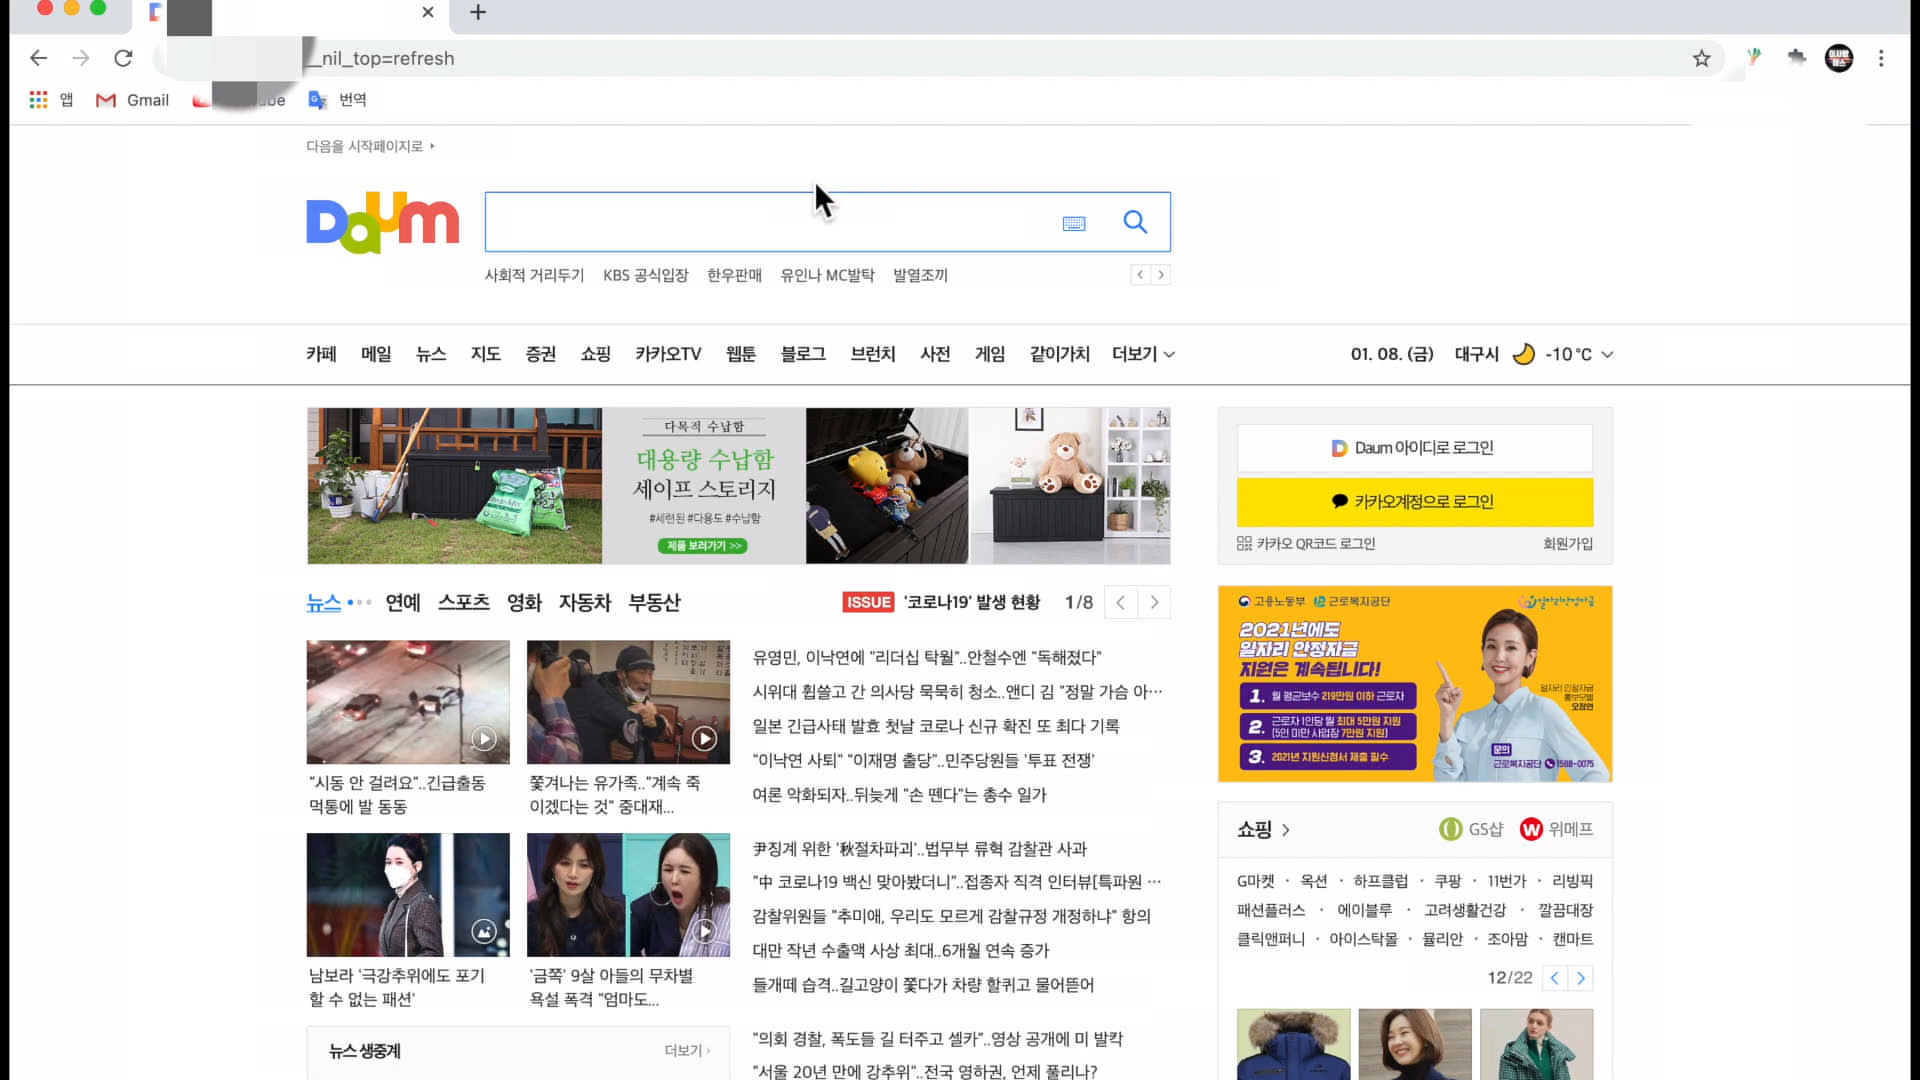 _nil_top=refresh
앱 Gmail 번역
다음을 시작페이지로
Daum
사회적 거리두기 KBS 공식입장 한우판매 유인나 MC발탁 발열조끼
카페 메일 뉴스 지도 증권 쇼핑 카카오TV 웹툰 블로그 브런치 사전 게임 같이가치 더보기
01. 08. (금) 대구시 -10°C
다목적 수납함
대용량 수납함
세이프 스토리지
#세련된 #다용도 #수납함
제품 보러가기 >>
D Daum 아이디로 로그인
카카오계정으로 로그인
카카오 QR코드 로그인 회원가입
뉴스 연예 스포츠 영화 자동차 부동산
ISSUE '코로나19' 발생 현황 1/8
"시동 안 걸려요"..긴급출동
먹통에 발 동동
쫓겨나는 유가족.."계속 죽
이겠다는 것" 중대재...
남보라 '극강추위에도 포기
할 수 없는 패션'
'금쪽' 9살 아들의 무차별
욕설 폭격 "엄마도...
뉴스 생중계 더보기
유영민, 이낙연에 "리더십 탁월"..안철수엔 "독해졌다"
시위대 휩쓸고 간 의사당 묵묵히 청소..앤디 김 "정말 가슴 아…
일본 긴급사태 발효 첫날 코로나 신규 확진 또 최다 기록
"이낙연 사퇴" "이재명 출당"..민주당원들 '투표 전쟁'
여론 악화되자..뒤늦게 "손 뗀다"는 총수 일가
尹징계 위한 '秋절차파괴'..법무부 류혁 감찰관 사과
"中 코로나19 백신 맞아봤더니"..접종자 직격 인터뷰[특파원 …
감찰위원들 "추미애, 우리도 모르게 감찰규정 개정하냐" 항의
대만 작년 수출액 사상 최대..6개월 연속 증가
들개떼 습격..길고양이 쫓다가 차량 할퀴고 물어뜯어
"의회 경찰, 폭도들 길 터주고 셀카"..영상 공개에 미 발칵
"서울 20년 만에 강추위"..전국 영하권, 언제 풀리나?
고용노동부 근로복지공단 일자리안정자금
2021년에도
일자리 안정자금
지원은 계속됩니다!
1. 월 평균보수 219만원 이하 근로자
2. 근로자 1인당 월 최대 5만원 지원
(5인 미만 사업장 7만원 지원)
3. 2021년 지원신청서 제출 필수
일자리 안정자금
홍보모델
오정연
문의
근로복지공단 1588-0075
쇼핑 GS샵 W 위메프
G마켓 · 옥션 · 하프클럽 · 쿠팡 · 11번가 · 리빙픽
패션플러스 · 에이블루 · 고려생활건강 · 깔끔대장
클릭앤퍼니 · 아이스탁몰 · 뮬리안 · 조아맘 · 캔마트
12/22